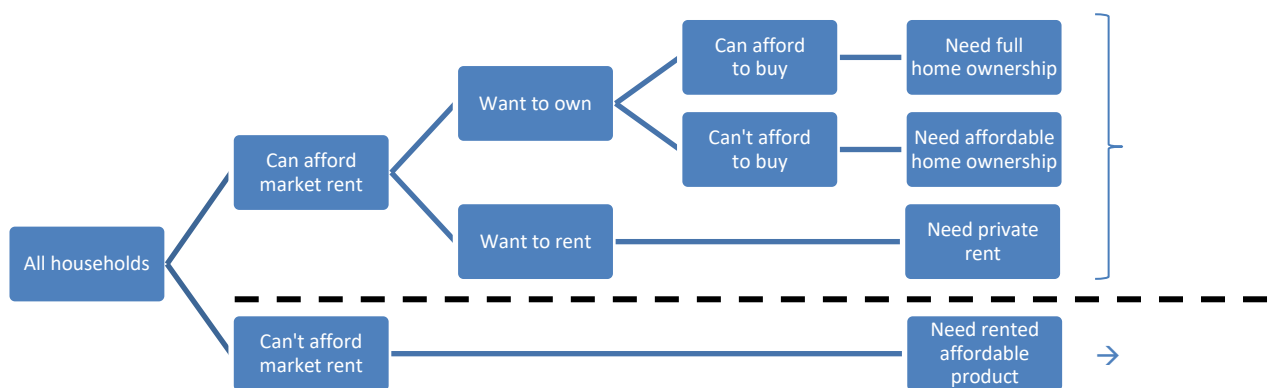 Can afford
to buy
Need full
home ownership
Want to own
Can't afford
to buy
Need affordable
home ownership
Can afford
market rent
Want to rent
Need private
rent
All households
Can't afford
market rent
Need rented
affordable
product